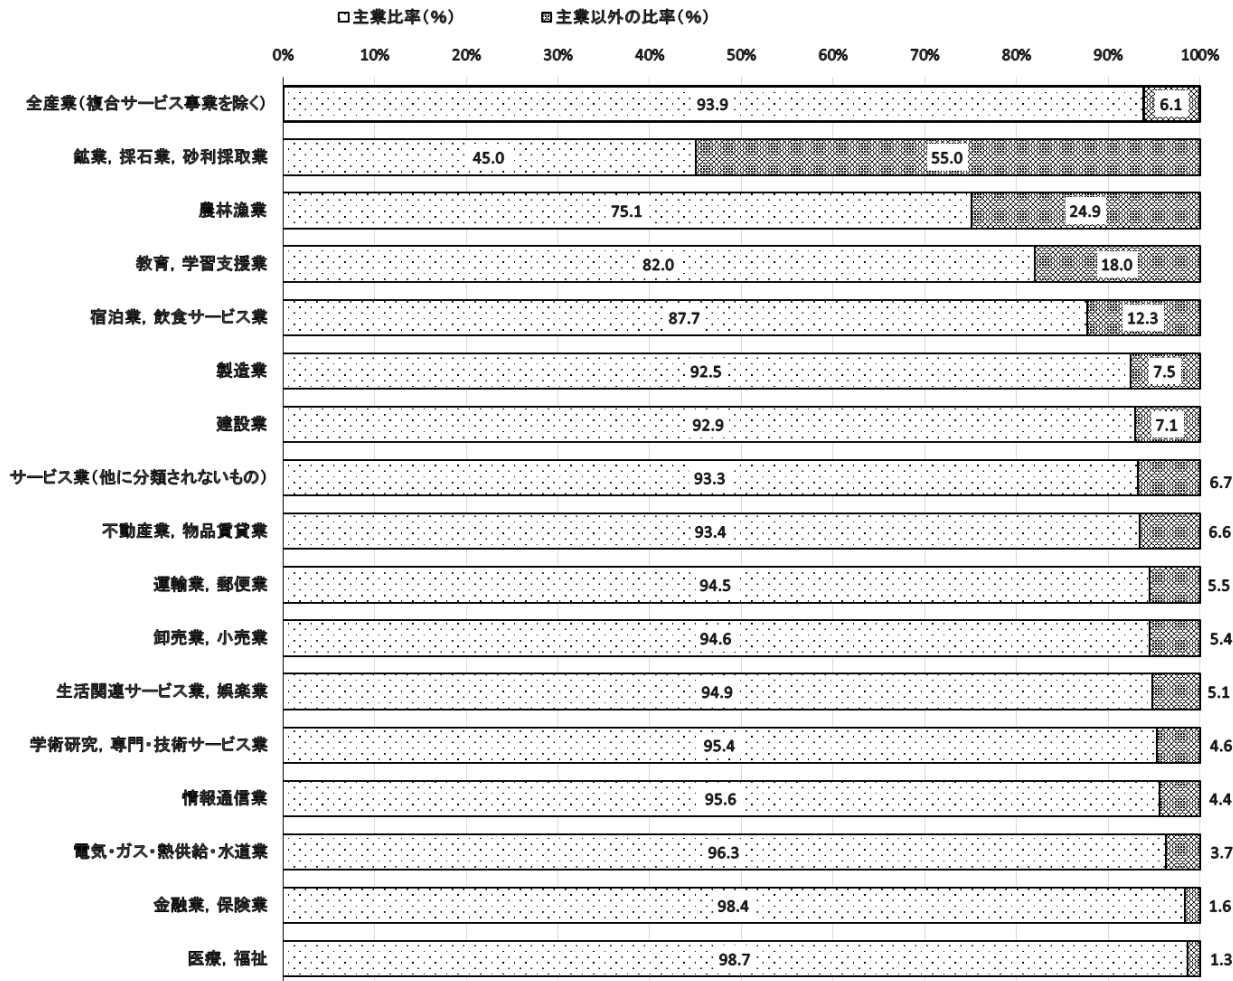 主業比率(%) 主業以外の比率(%)
0% 10% 20% 30% 40% 50% 60% 70% 80% 90% 100%
全産業(複合サービス事業を除く) 93.9 6.1
鉱業, 採石業, 砂利採取業 45.0 55.0
農林漁業 75.1 24.9
教育, 学習支援業 82.0 18.0
宿泊業, 飲食サービス業 87.7 12.3
製造業 92.5 7.5
建設業 92.9 7.1
サービス業(他に分類されないもの) 93.3 6.7
不動産業, 物品賃貸業 93.4 6.6
運輸業, 郵便業 94.5 5.5
卸売業, 小売業 94.6 5.4
生活関連サービス業, 娯楽業 94.9 5.1
学術研究, 専門・技術サービス業 95.4 4.6
情報通信業 95.6 4.4
電気・ガス・熱供給・水道業 96.3 3.7
金融業, 保険業 98.4 1.6
医療, 福祉 98.7 1.3